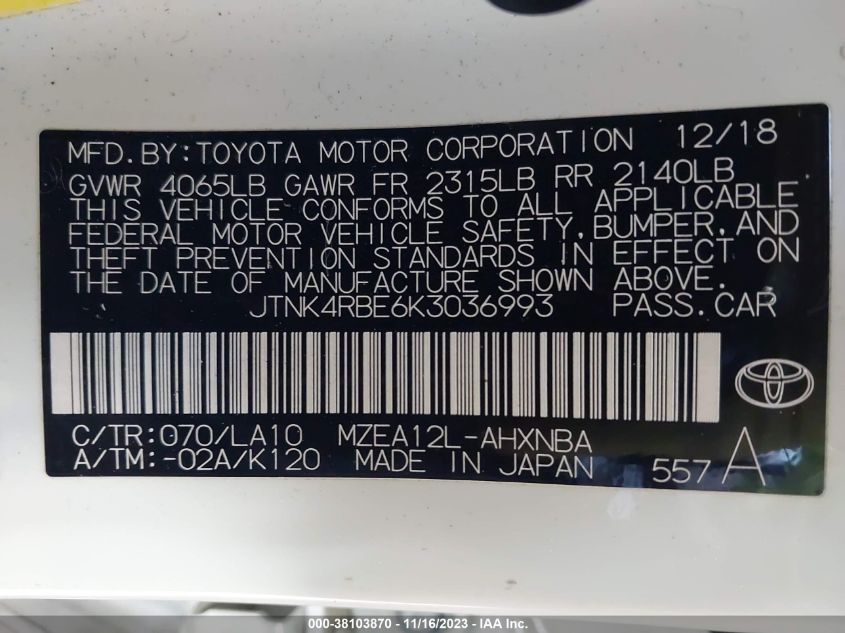 MFD.BY:TOYOTA MOTOR CORPORATION 12/18
GVWR 4065LB GAWR FR 2315LB RR 2140LB
THIS VEHICLE CONFORMS TO ALL APPLICABLE
FEDERAL MOTOR VEHICLE SAFETY,BUMPER,AND
THEFT PREVENTION STANDARDS IN EFFECT ON
THE DATE OF MANUFACTURE SHOWN ABOVE.
JTNK4RBE6K3036993 PASS.CAR
C/TR:070/LA10 MZEA12L-AHXNBA
A/TM:-02A/K120 MADE IN JAPAN 557 A
000-38103870 - 11/16/2023 - IAA Inc.